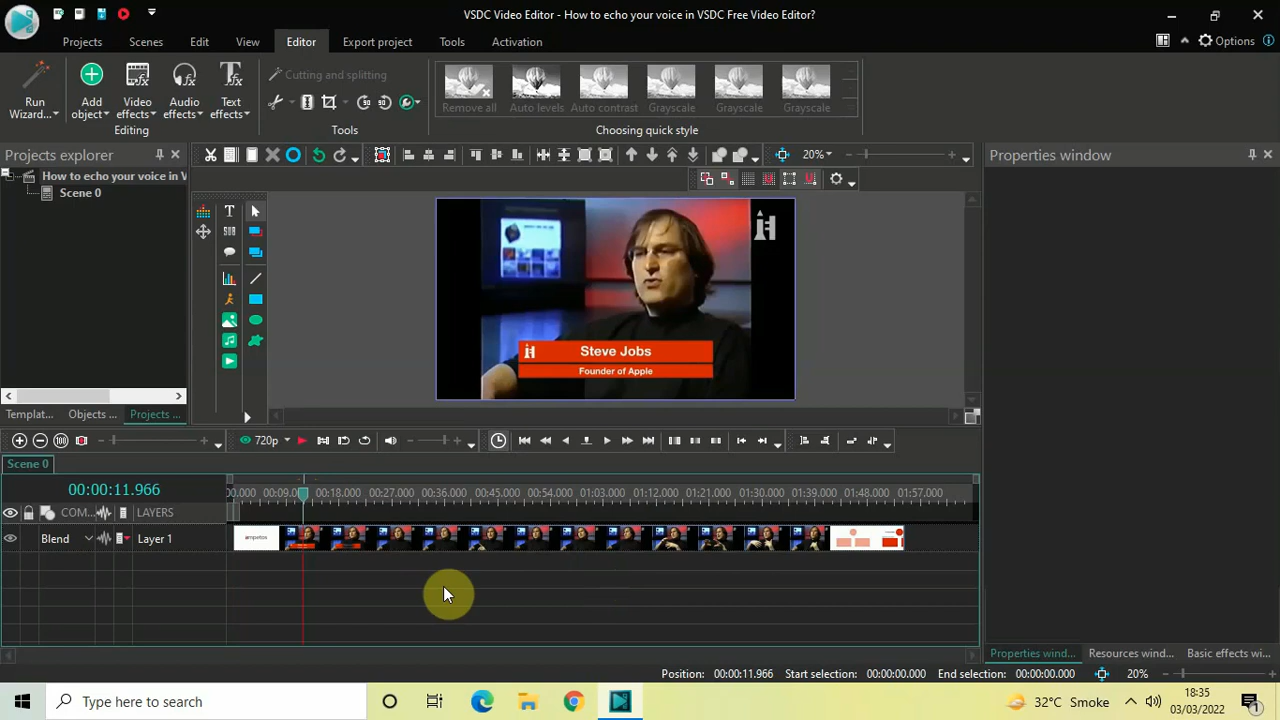 VSDC Video Editor - How to echo your voice in VSDC Free Video Editor?
Projects Scenes Edit View Editor Export project Tools Activation
Options
Run Wizard... Add object Video effects Audio effects Text effects
Editing
Cutting and splitting
Tools
Remove all Auto levels Auto contrast Grayscale Grayscale Grayscale
Choosing quick style
Projects explorer
How to echo your voice in V
Scene 0
20%
Properties window
Steve Jobs
Founder of Apple
Templat... Objects ... Projects ...
720p
Scene 0
00:00:11.966
0.000 00:09. 00:18.000 00:27.000 00:36.000 00:45.000 00:54.000 01:03.000 01:12.000 01:21.000 01:30.000 01:39.000 01:48.000 01:57.000
COM... LAYERS
Blend Layer 1
ampetos
Properties wind... Resources wind... Basic effects wi...
Position: 00:00:11.966 Start selection: 00:00:00.000 End selection: 00:00:00.000 20%
Type here to search
32°C Smoke
18:35
03/03/2022
1